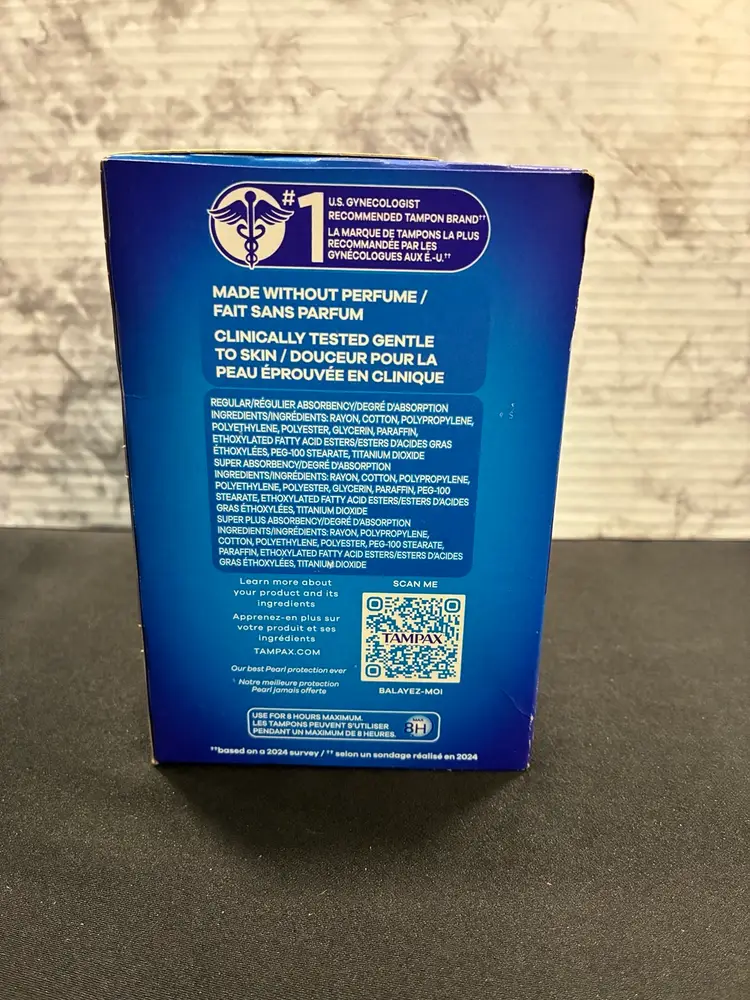 #1
U.S. GYNECOLOGIST
RECOMMENDED TAMPON BRAND††
LA MARQUE DE TAMPONS LA PLUS
RECOMMANDÉE PAR LES
GYNÉCOLOGUES AUX É.-U.††
MADE WITHOUT PERFUME /
FAIT SANS PARFUM
CLINICALLY TESTED GENTLE
TO SKIN / DOUCEUR POUR LA
PEAU ÉPROUVÉE EN CLINIQUE
REGULAR/RÉGULIER ABSORBENCY/DEGRÉ D'ABSORPTION
INGREDIENTS/INGRÉDIENTS: RAYON, COTTON, POLYPROPYLENE,
POLYETHYLENE, POLYESTER, GLYCERIN, PARAFFIN,
ETHOXYLATED FATTY ACID ESTERS/ESTERS D'ACIDES GRAS
ÉTHOXYLÉES, PEG-100 STEARATE, TITANIUM DIOXIDE
SUPER ABSORBENCY/DEGRÉ D'ABSORPTION
INGREDIENTS/INGRÉDIENTS: RAYON, COTTON, POLYPROPYLENE,
POLYETHYLENE, POLYESTER, GLYCERIN, PARAFFIN, PEG-100
STEARATE, ETHOXYLATED FATTY ACID ESTERS/ESTERS D'ACIDES
GRAS ÉTHOXYLÉES, TITANIUM DIOXIDE
SUPER PLUS ABSORBENCY/DEGRÉ D'ABSORPTION
INGREDIENTS/INGRÉDIENTS: RAYON, POLYPROPYLENE,
COTTON, POLYETHYLENE, POLYESTER, PEG-100 STEARATE,
PARAFFIN, ETHOXYLATED FATTY ACID ESTERS/ESTERS D'ACIDES
GRAS ÉTHOXYLÉES, TITANIUM DIOXIDE
Learn more about
your product and its
ingredients
Apprenez-en plus sur
votre produit et ses
ingrédients
TAMPAX.COM
Our best Pearl protection ever
Notre meilleure protection
Pearl jamais offerte
SCAN ME
TAMPAX
BALAYEZ-MOI
USE FOR 8 HOURS MAXIMUM.
LES TAMPONS PEUVENT S'UTILISER
PENDANT UN MAXIMUM DE 8 HEURES.
MAX
8H
††based on a 2024 survey / †† selon un sondage réalisé en 2024